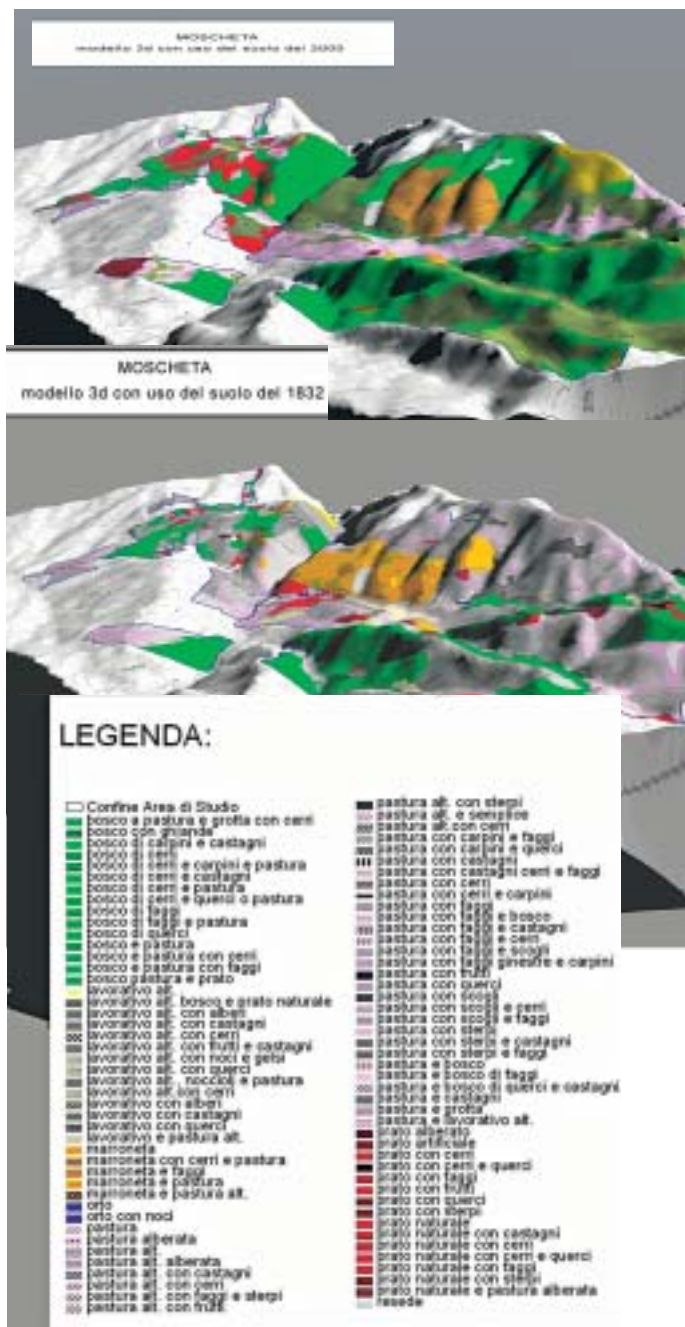 MOSCHETA
modello 3d con uso del suolo del
MOSCHETA
modello 3d con uso del suolo del 1832
LEGENDA:
Confine Area di Studio
bosco a pastura e grotta con cerri
bosco con ghiande
bosco di carpini e castagni
bosco di cerri
bosco di cerri e carpini e pastura
bosco di cerri e castagni
bosco di cerri e pastura
bosco di cerri e querci o pastura
bosco di faggi
bosco di faggi e pastura
bosco di querci
bosco e pastura
bosco e pastura con cerri
bosco e pastura con faggi
bosco pastura e prato
lavorativo alt.
lavorativo alt. bosco e prato naturale
lavorativo alt. con alberi
lavorativo alt. con castagni
lavorativo alt. con cerri
lavorativo alt. con frutti e castagni
lavorativo alt. con noci e gelsi
lavorativo alt. con querci
lavorativo alt., noccioli e pastura
lavorativo alt.con cerri
lavorativo con alberi
lavorativo con castagni
lavorativo con querci
lavorativo e pastura alt.
marroneta
marroneta con cerri e pastura
marroneta e faggi
marroneta e pastura
marroneta e pastura alt.
orto
orto con noci
pastura
pastura alberata
pastura alt.
pastura alt. alberata
pastura alt. con castagni
pastura alt. con cerri
pastura alt. con faggi e sterpi
pastura alt. con frutti
pastura alt. con sterpi
pastura alt. e semplice
pastura alt.con cerri
pastura con carpini e faggi
pastura con carpini e querci
pastura con castagni
pastura con castagni cerri e faggi
pastura con cerri
pastura con cerri e carpini
pastura con faggi
pastura con faggi e bosco
pastura con faggi e castagni
pastura con faggi e cerri
pastura con faggi e scogli
pastura con faggi ginestre e carpini
pastura con frutti
pastura con querci
pastura con scogli
pastura con scogli e cerri
pastura con scogli e faggi
pastura con sterpi
pastura con sterpi e castagni
pastura con sterpi e faggi
pastura e bosco
pastura e bosco di faggi
pastura e bosco di querci e castagni
pastura e castagni
pastura e grotta
pastura e lavorativo alt.
prato alberato
prato artificiale
prato con cerri
prato con cerri e querci
prato con faggi
prato con frutti
prato con querci
prato con sterpi
prato naturale
prato naturale con castagni
prato naturale con cerri
prato naturale con cerri e querci
prato naturale con faggi
prato naturale con sterpi
prato naturale e pastura alberata
resede